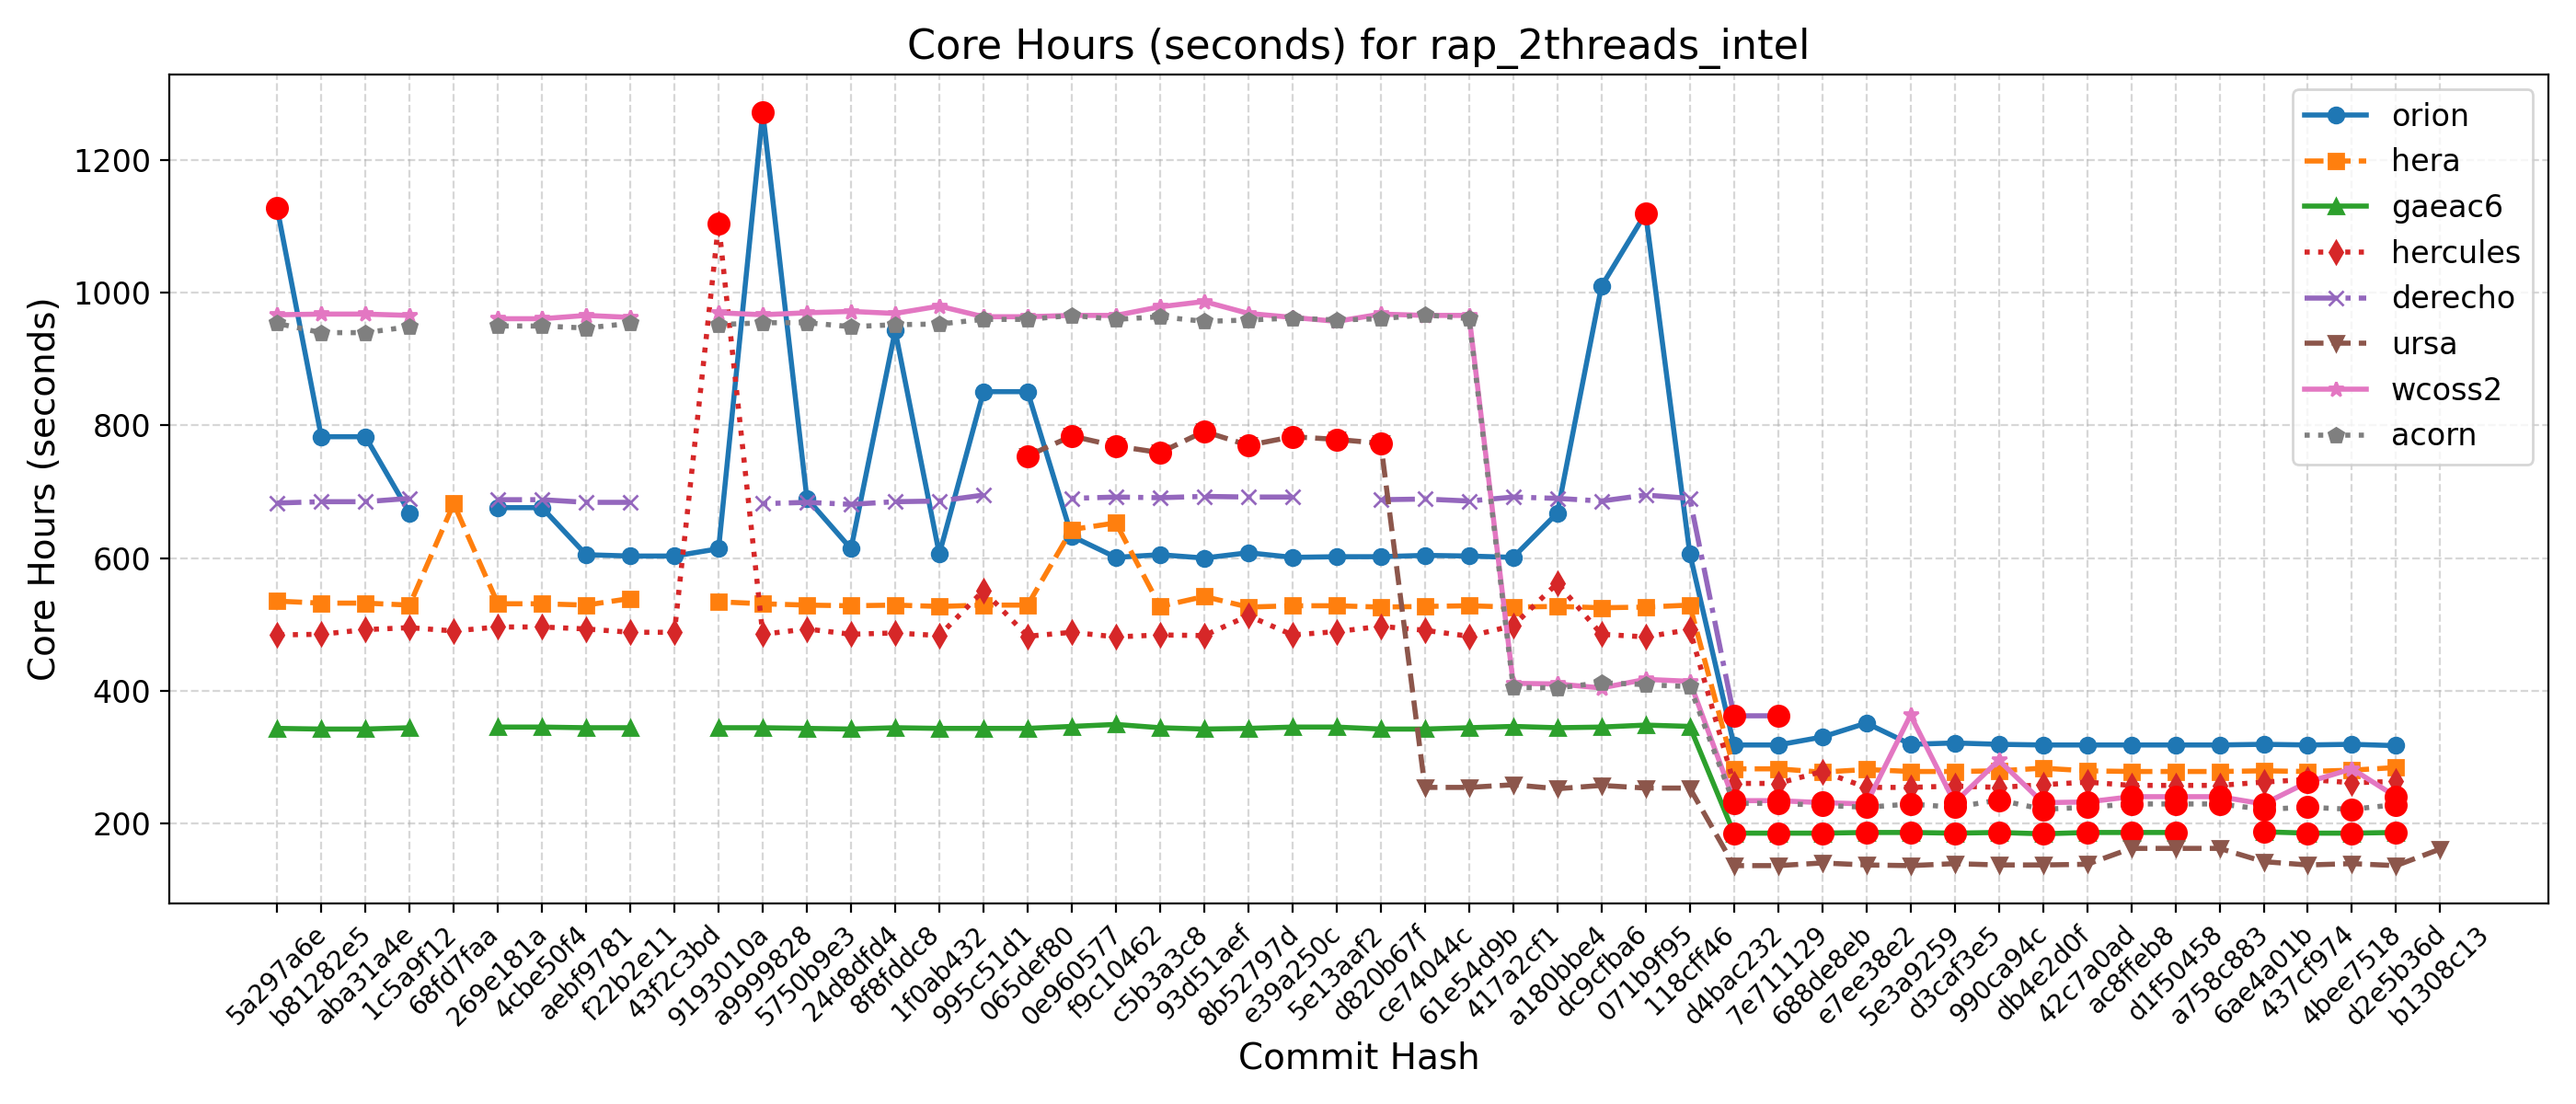 Core Hours (seconds) for rap_2threads_intel
Core Hours (seconds)
1200
1000
800
600
400
200
orion
hera
gaeac6
hercules
derecho
ursa
wcoss2
acorn
5a297a6e
b81282e5
aba31a4e
1c5a9f12
68fd7faa
269e181a
4cbe50f4
aebf9781
f22b2e11
43f2c3bd
9193010a
a9999828
5750b9e3
24d8dfd4
8f8fddc8
1f0ab432
995c51d1
065def80
0e960577
f9c10462
c5b3a3c8
93d51aef
8b52797d
e39a250c
5e13aaf2
d820b67f
ce74044c
61e54d9b
417a2cf1
a180bbe4
dc9cfba6
071b9f95
118cff46
d4bac232
7e711129
688de8eb
e7ee38e2
5e3a9259
d3caf3e5
990ca94c
db4e2d0f
42c7a0ad
ac8ffeb8
d1f50458
a758c883
6ae4a01b
437cf974
4bee7518
d2e5b36d
b1308c13
Commit Hash